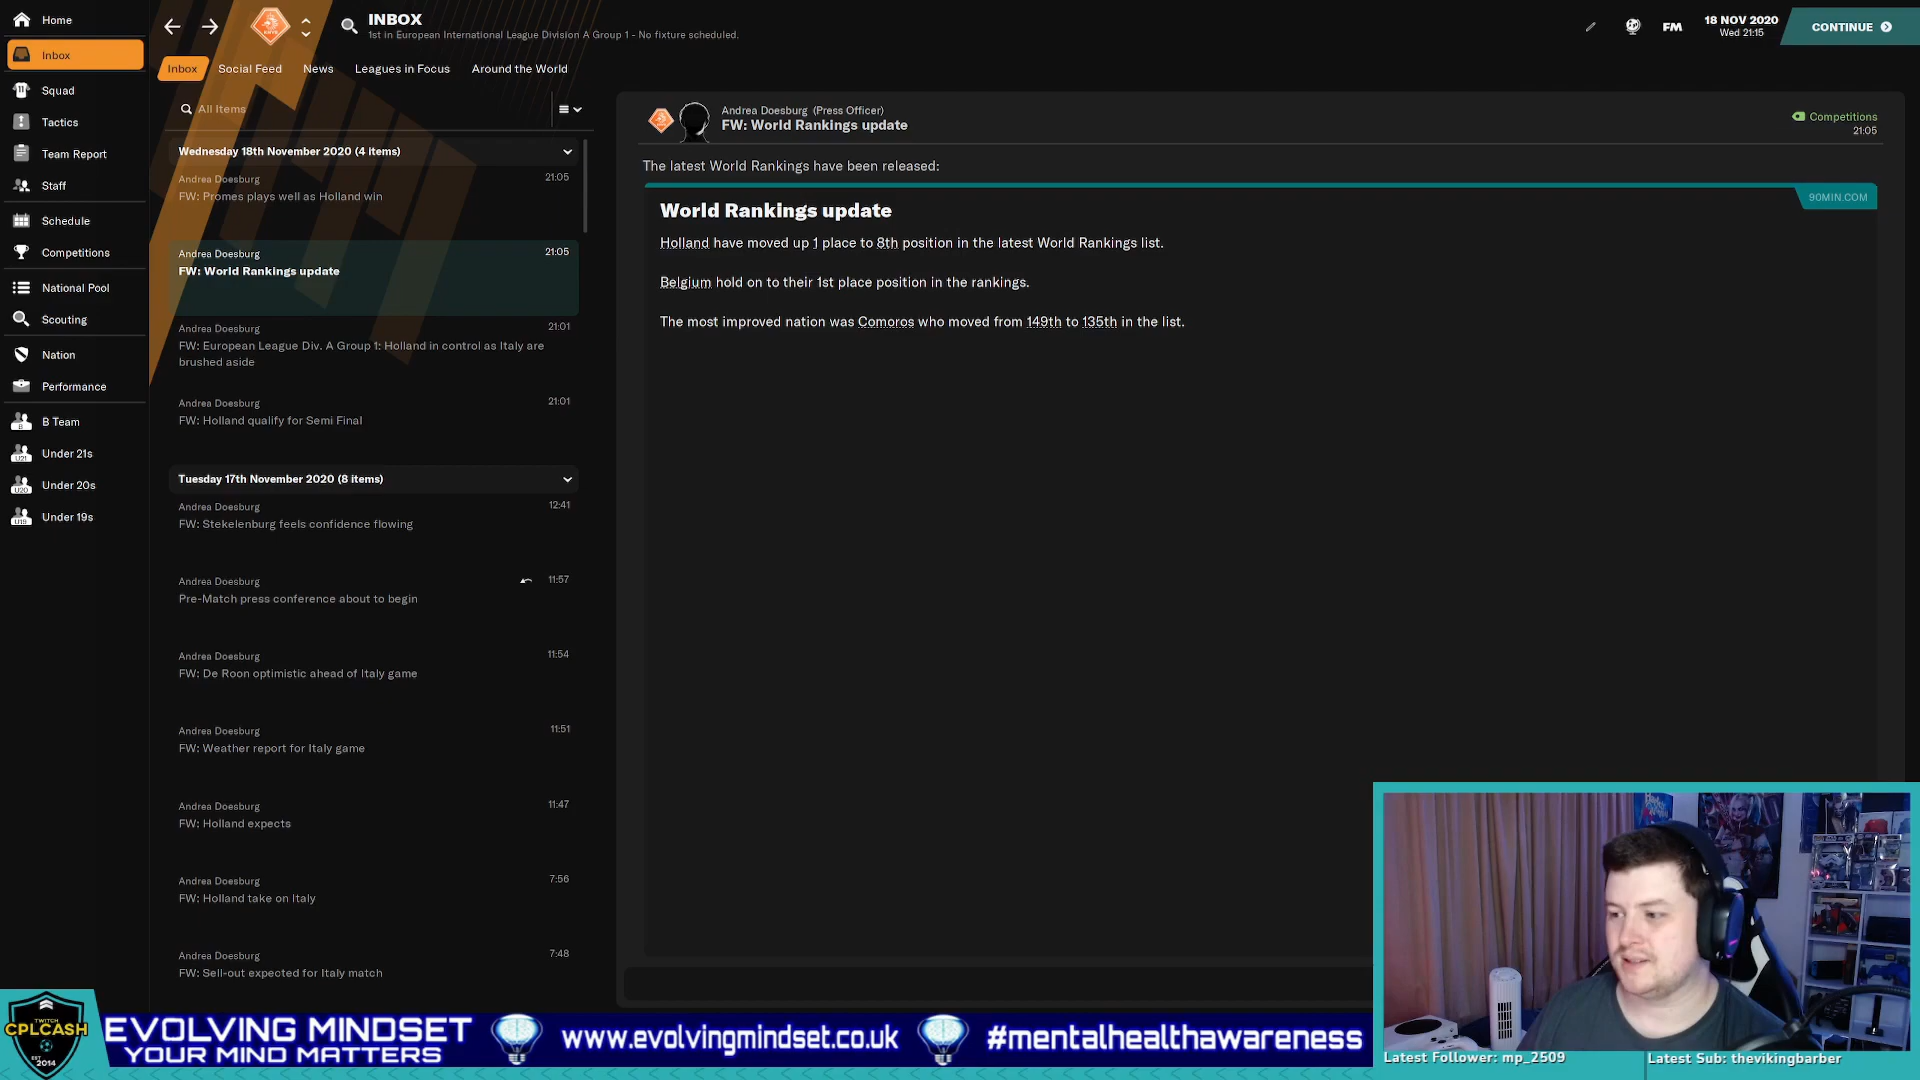 Home
Inbox
Squad
Tactics
Team Report
Staff
Schedule
Competitions
National Pool
Scouting
Nation
Performance
B Team
Under 21s
Under 20s
Under 19s
INBOX
1st in European International League Division A Group 1 - No fixture scheduled.
FM
18 NOV 2020
Wed 21:15
CONTINUE
Inbox
Social Feed
News
Leagues in Focus
Around the World
All Items
Wednesday 18th November 2020 (4 items)
Andrea Doesburg 21:05
FW: Promes plays well as Holland win
Andrea Doesburg 21:05
FW: World Rankings update
Andrea Doesburg 21:01
FW: European League Div. A Group 1: Holland in control as Italy are
brushed aside
Andrea Doesburg 21:01
FW: Holland qualify for Semi Final
Tuesday 17th November 2020 (8 items)
Andrea Doesburg 12:41
FW: Stekelenburg feels confidence flowing
Andrea Doesburg 11:57
Pre-Match press conference about to begin
Andrea Doesburg 11:54
FW: De Roon optimistic ahead of Italy game
Andrea Doesburg 11:51
FW: Weather report for Italy game
Andrea Doesburg 11:47
FW: Holland expects
Andrea Doesburg 7:56
FW: Holland take on Italy
Andrea Doesburg 7:48
FW: Sell-out expected for Italy match
Andrea Doesburg (Press Officer)
FW: World Rankings update
Competitions
21:05
The latest World Rankings have been released:
90MIN.COM
World Rankings update
Holland have moved up 1 place to 8th position in the latest World Rankings list.
Belgium hold on to their 1st place position in the rankings.
The most improved nation was Comoros who moved from 149th to 135th in the list.
TWITCH
CPLCASH
EST
2014
EVOLVING MINDSET
YOUR MIND MATTERS
www.evolvingmindset.co.uk
#mentalhealthawareness
Latest Follower: mp_2509
Latest Sub: thevikingbarber